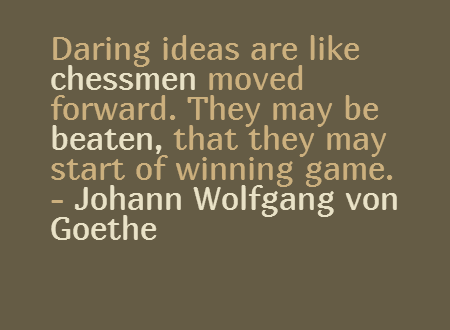 Daring ideas are like
chessmen moved
forward. They may be
beaten, that they may
start of winning game.
- Johann Wolfgang von
Goethe